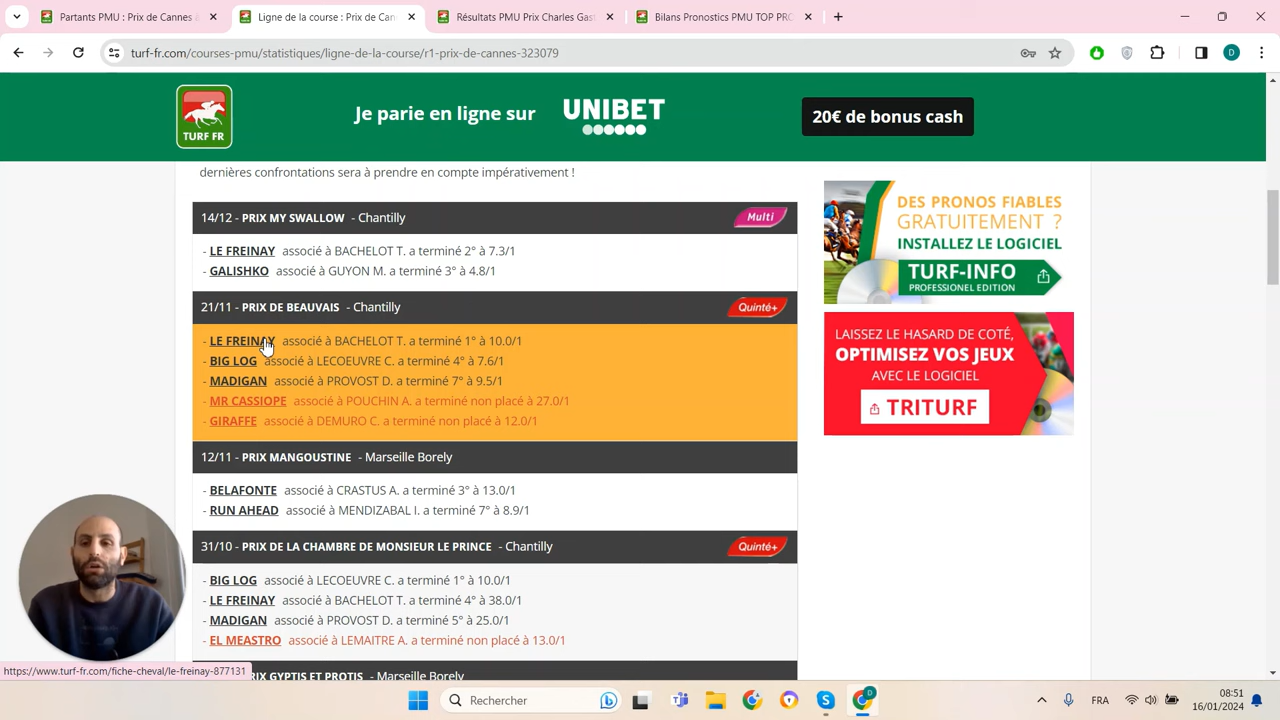 Partants PMU : Prix de Cannes à
Ligne de la course : Prix de Can
Résultats PMU Prix Charles Gast
Bilans Pronostics PMU TOP PRO
turf-fr.com/courses-pmu/statistiques/ligne-de-la-course/r1-prix-de-cannes-323079
D
TURF FR
Je parie en ligne sur
UNIBET
20€ de bonus cash
dernières confrontations sera à prendre en compte impérativement !
14/12 - PRIX MY SWALLOW - Chantilly
Multi
- LE FREINAY associé à BACHELOT T. a terminé 2° à 7.3/1
- GALISHKO associé à GUYON M. a terminé 3° à 4.8/1
21/11 - PRIX DE BEAUVAIS - Chantilly
Quinté+
- LE FREINAY associé à BACHELOT T. a terminé 1° à 10.0/1
- BIG LOG associé à LECOEUVRE C. a terminé 4° à 7.6/1
- MADIGAN associé à PROVOST D. a terminé 7° à 9.5/1
- MR CASSIOPE associé à POUCHIN A. a terminé non placé à 27.0/1
- GIRAFFE associé à DEMURO C. a terminé non placé à 12.0/1
12/11 - PRIX MANGOUSTINE - Marseille Borely
- BELAFONTE associé à CRASTUS A. a terminé 3° à 13.0/1
- RUN AHEAD associé à MENDIZABAL I. a terminé 7° à 8.9/1
31/10 - PRIX DE LA CHAMBRE DE MONSIEUR LE PRINCE - Chantilly
Quinté+
- BIG LOG associé à LECOEUVRE C. a terminé 1° à 10.0/1
- LE FREINAY associé à BACHELOT T. a terminé 4° à 38.0/1
- MADIGAN associé à PROVOST D. a terminé 5° à 25.0/1
- EL MEASTRO associé à LEMAITRE A. a terminé non placé à 13.0/1
PRIX GYPTIS ET PROTIS - Marseille Borely
DES PRONOS FIABLES
GRATUITEMENT ?
INSTALLEZ LE LOGICIEL
TURF-INFO
PROFESIONEL EDITION
LAISSEZ LE HASARD DE COTÉ,
OPTIMISEZ VOS JEUX
AVEC LE LOGICIEL
TRITURF
https://www.turf-fr.com/fiche-cheval/le-freinay-877131
Rechercher
FRA
08:51
16/01/2024